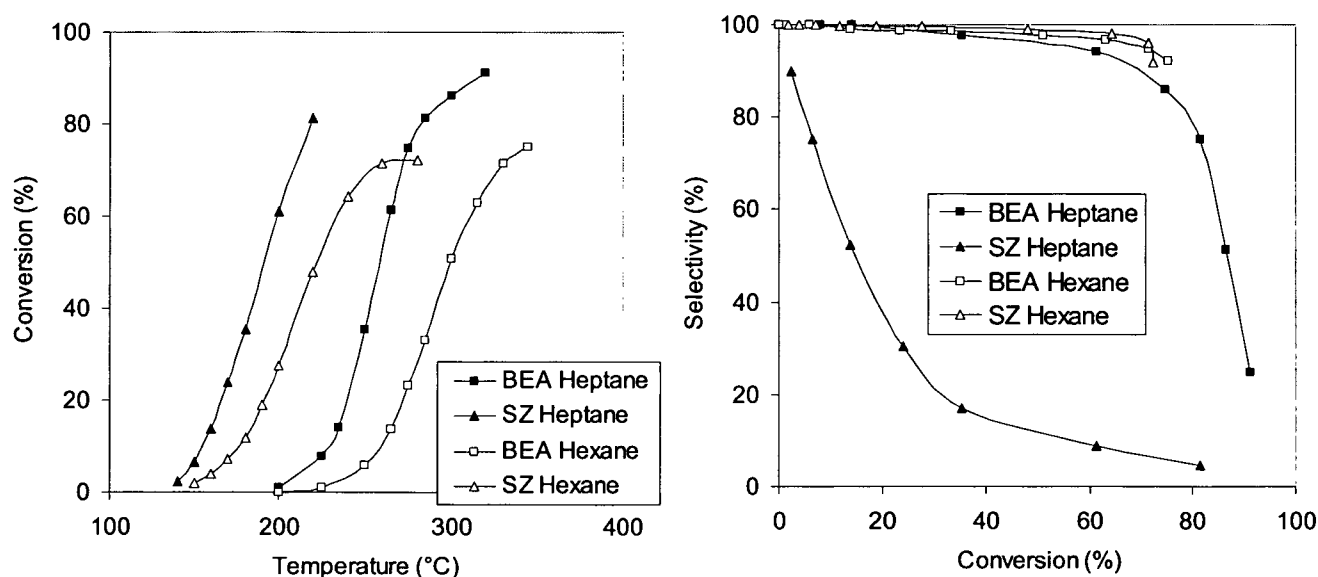 100
80
60
40
20
0
Conversion (%)
100
200
300
400
Temperature (°C)
BEA Heptane
SZ Heptane
BEA Hexane
SZ Hexane
100
80
60
40
20
0
Selectivity (%)
0
20
40
60
80
100
Conversion (%)
BEA Heptane
SZ Heptane
BEA Hexane
SZ Hexane